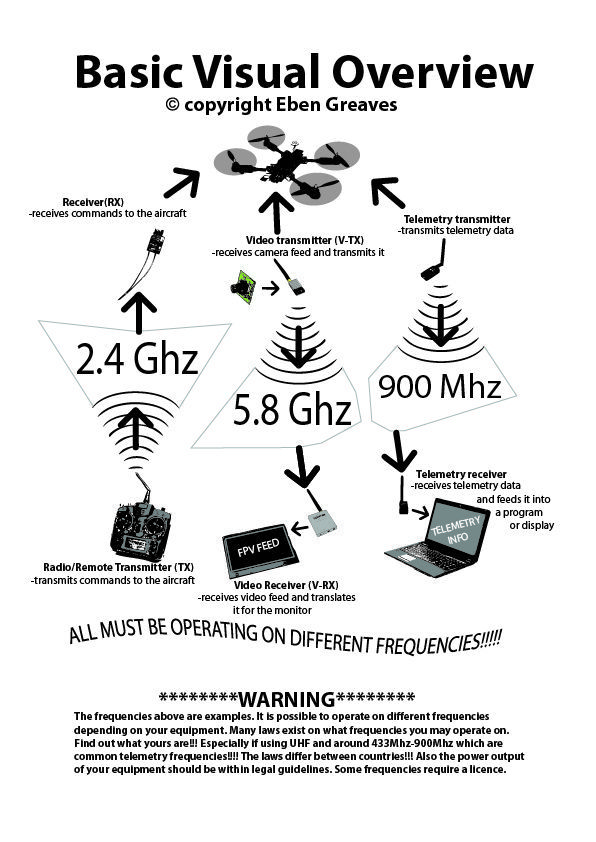 Basic Visual Overview
© copyright Eben Greaves
Receiver(RX)
-receives commands to the aircraft
Video transmitter (V-TX)
-receives camera feed and transmits it
Telemetry transmitter
-transmits telemetry data
2.4 Ghz
5.8 Ghz
900 Mhz
Radio/Remote Transmitter (TX)
-transmits commands to the aircraft
FPV FEED
Video Receiver (V-RX)
-receives video feed and translates
it for the monitor
Telemetry receiver
-receives telemetry data
and feeds it into
a program
or display
TELEMETRY
INFO
ALL MUST BE OPERATING ON DIFFERENT FREQUENCIES!!!!!
********WARNING********
The frequencies above are examples. It is possible to operate on different frequencies
depending on your equipment. Many laws exist on what frequencies you may operate on.
Find out what yours are!!! Especially if using UHF and around 433Mhz-900Mhz which are
common telemetry frequencies!!!! The laws differ between countries!!! Also the power output
of your equipment should be within legal guidelines. Some frequencies require a licence.